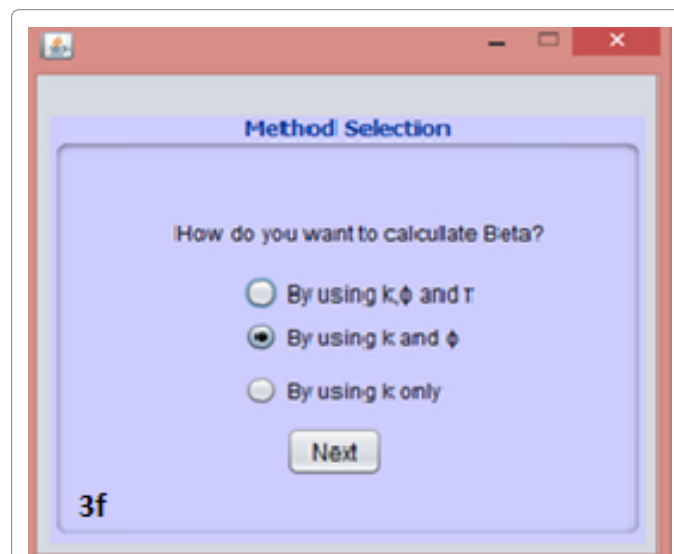 Method Selection
How do you want to calculate Beta?
By using k,ϕ and τ
By using k and ϕ
By using k only
Next
3f